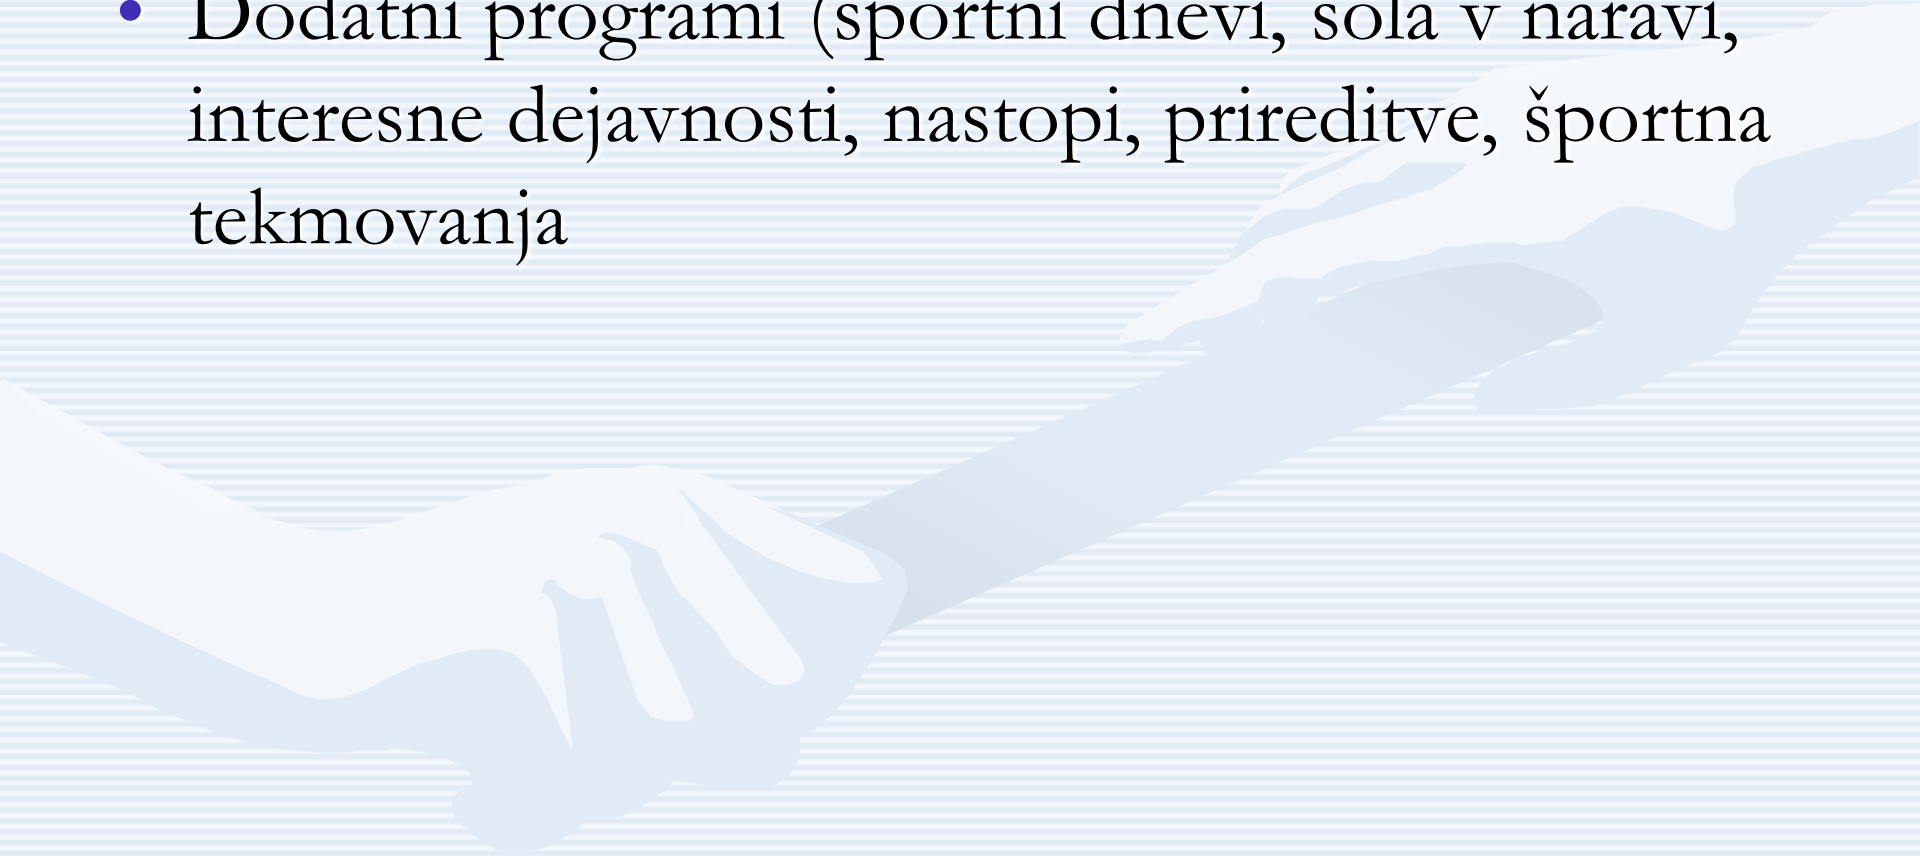 • Dodatni programi (športni dnevi, šola v naravi,
interesne dejavnosti, nastopi, prireditve, športna
tekmovanja